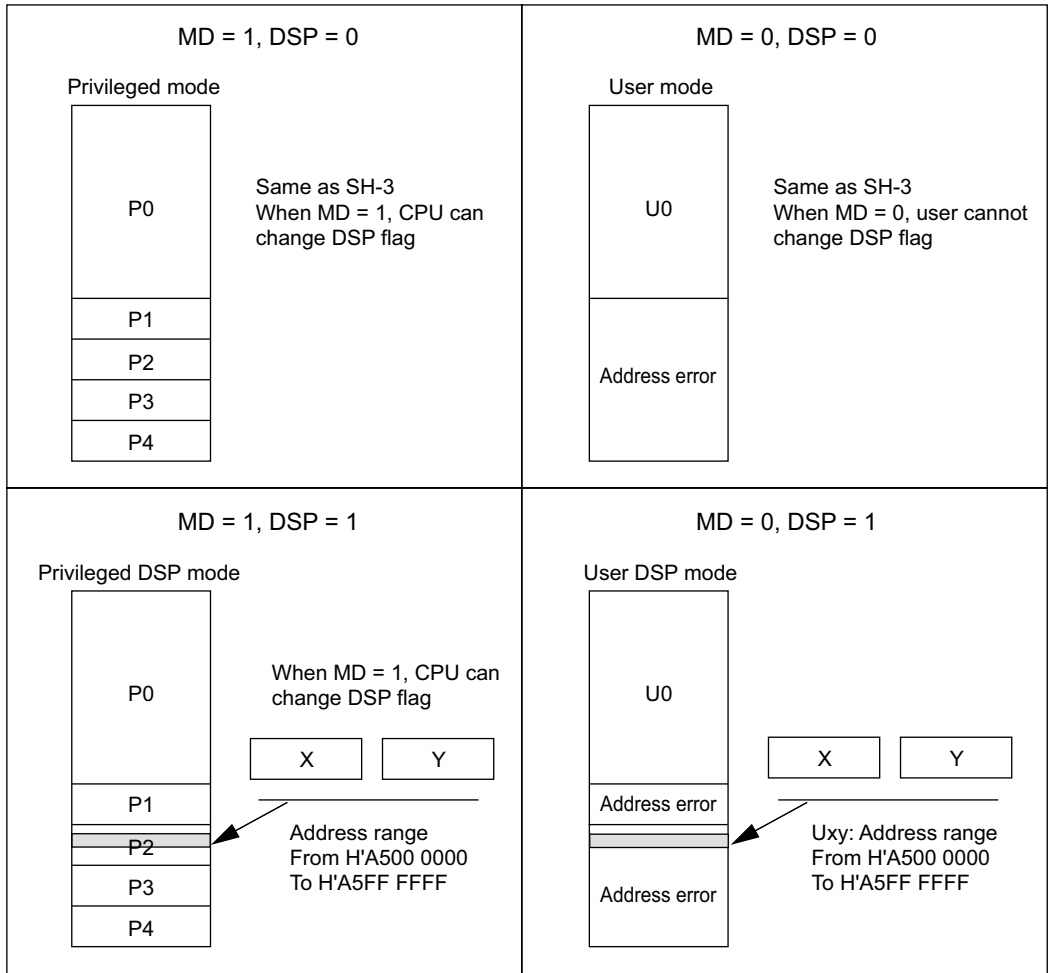 MD = 1, DSP = 0
Privileged mode
P0
Same as SH-3
When MD = 1, CPU can
change DSP flag
P1
P2
P3
P4
MD = 0, DSP = 0
User mode
U0
Same as SH-3
When MD = 0, user cannot
change DSP flag
Address error
MD = 1, DSP = 1
Privileged DSP mode
P0
When MD = 1, CPU can
change DSP flag
X
Y
P1
P2
P3
P4
Address range
From H'A500 0000
To H'A5FF FFFF
MD = 0, DSP = 1
User DSP mode
U0
X
Y
Address error
Uxy: Address range
From H'A500 0000
To H'A5FF FFFF
Address error